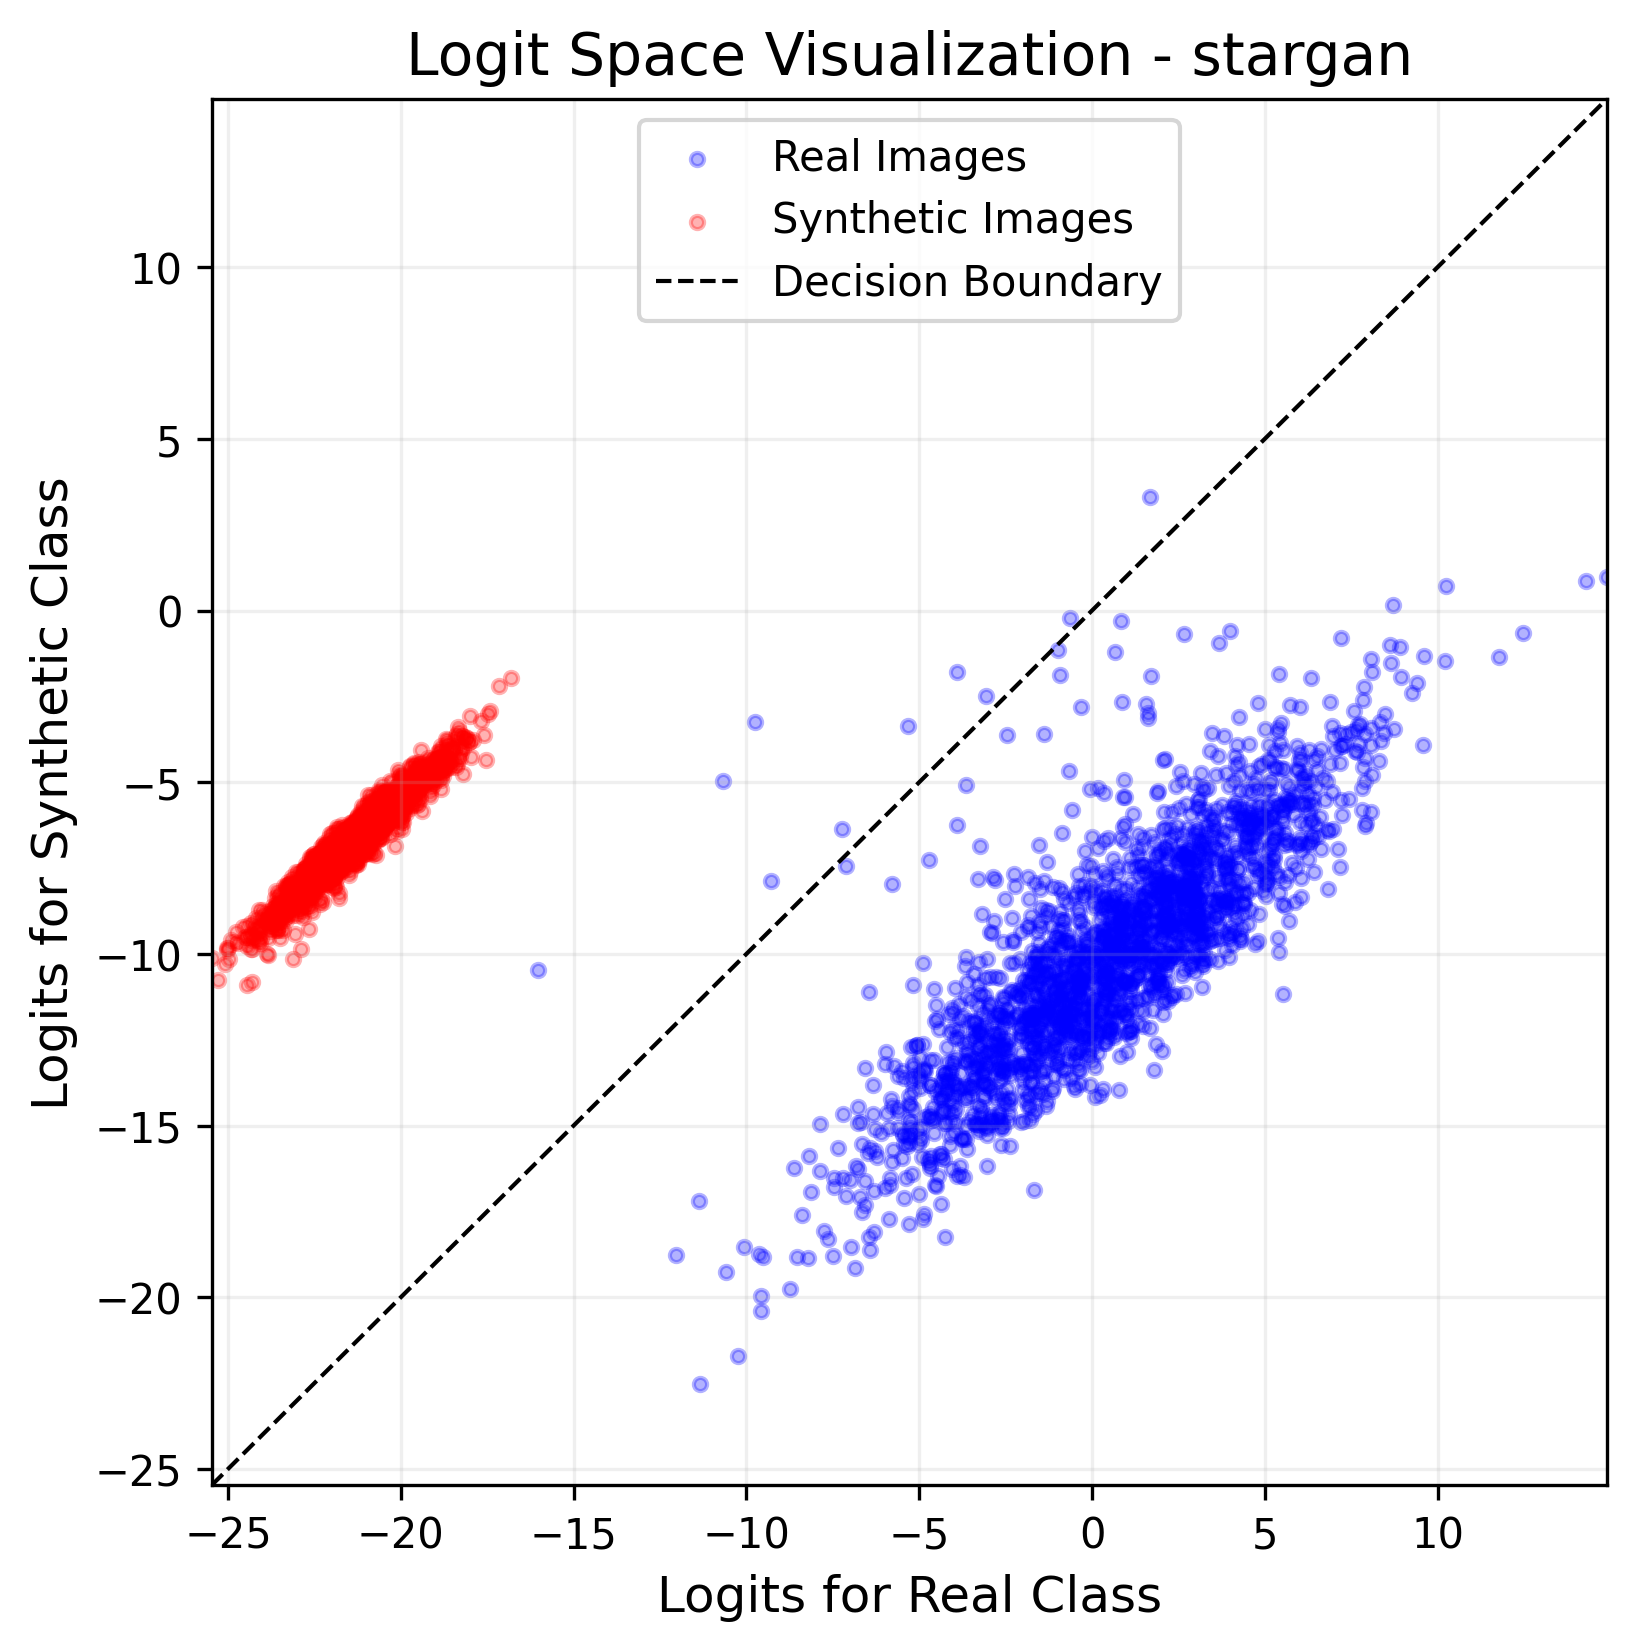 Logit Space Visualization - stargan
Real Images
Synthetic Images
Decision Boundary
Logits for Synthetic Class
10
5
0
−5
−10
−15
−20
−25
−25
−20
−15
−10
−5
0
5
10
Logits for Real Class